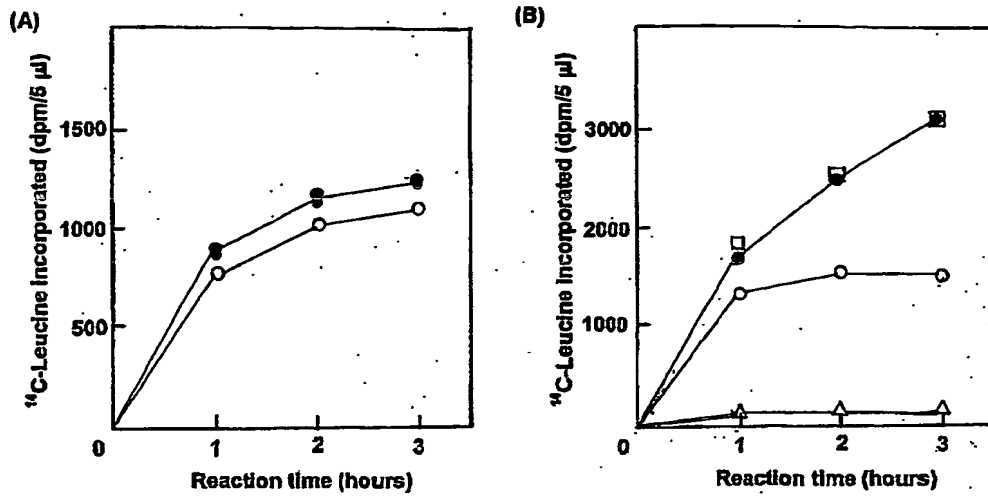 (A)
¹⁴C-Leucine incorporated (dpm/5 µl)
1500
1000
500
0
1
2
3
Reaction time (hours)
(B)
¹⁴C-Leucine incorporated (dpm/5 µl)
3000
2000
1000
0
1
2
3
Reaction time (hours)